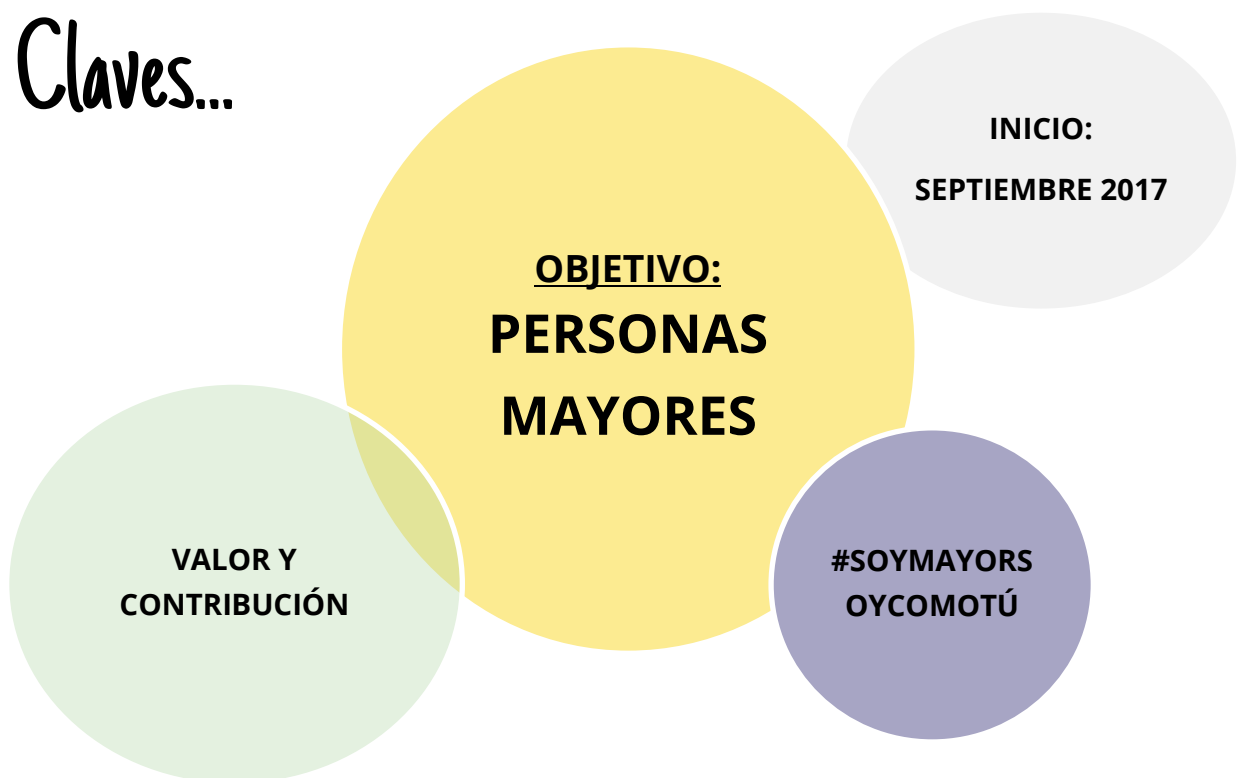 Claves...
INICIO:
SEPTIEMBRE 2017
OBJETIVO:
PERSONAS
MAYORES
VALOR Y
CONTRIBUCIÓN
#SOYMAYORS
OYCOMOTÚ